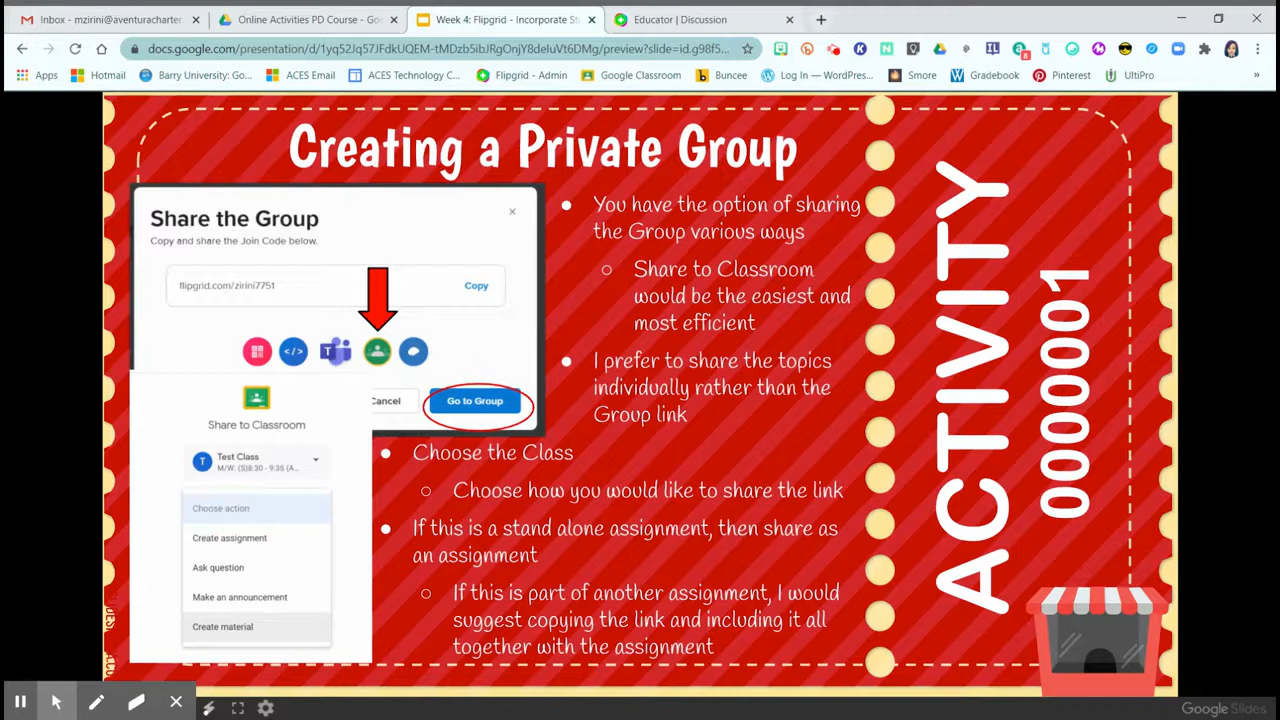 Inbox - mzirini@aventuracharter
Online Activities PD Course - Go
Week 4: Flipgrid - Incorporate St
Educator | Discussion
docs.google.com/presentation/d/1yq52Jq57JFdkUQEM-tMDzb5ibJRgOnjY8deluVt6DMg/preview?slide=id.g98f5...
8
Apps
Hotmail
Barry University: Go...
ACES Email
ACES Technology C...
Flipgrid - Admin
Google Classroom
Buncee
Log In — WordPres...
Smore
Gradebook
Pinterest
UltiPro
Creating a Private Group
Share the Group
Copy and share the Join Code below.
flipgrid.com/zirini7751
Copy
Cancel
Go to Group
Share to Classroom
T
Test Class
M/W: (S)8:30 - 9:35 (A...
Choose action
Create assignment
Ask question
Make an announcement
Create material
You have the option of sharing
the Group various ways
Share to Classroom
would be the easiest and
most efficient
I prefer to share the topics
individually rather than the
Group link
Choose the Class
Choose how you would like to share the link
If this is a stand alone assignment, then share as
an assignment
If this is part of another assignment, I would
suggest copying the link and including it all
together with the assignment
ACTIVITY
0000001
Google Slides